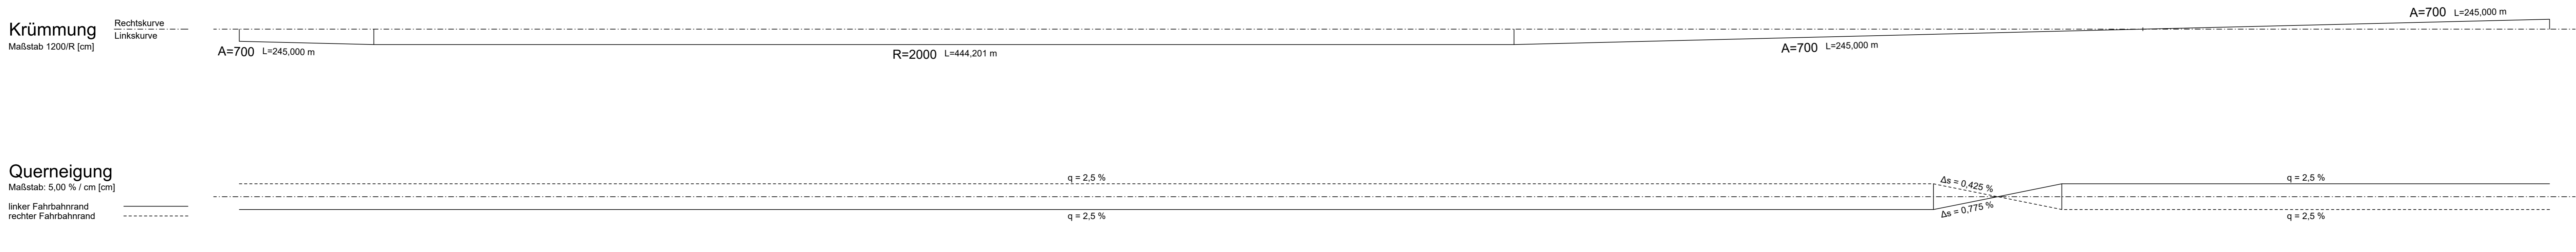 Krümmung
Maßstab 1200/R [cm]
Rechtskurve
Linkskurve
A=700 L=245,000 m
R=2000 L=444,201 m
A=700 L=245,000 m
A=700 L=245,000 m
Querneigung
Maßstab: 5,00 % / cm [cm]
linker Fahrbahnrand
rechter Fahrbahnrand
q = 2,5 %
q = 2,5 %
Δs = 0,425 %
Δs = 0,775 %
q = 2,5 %
q = 2,5 %